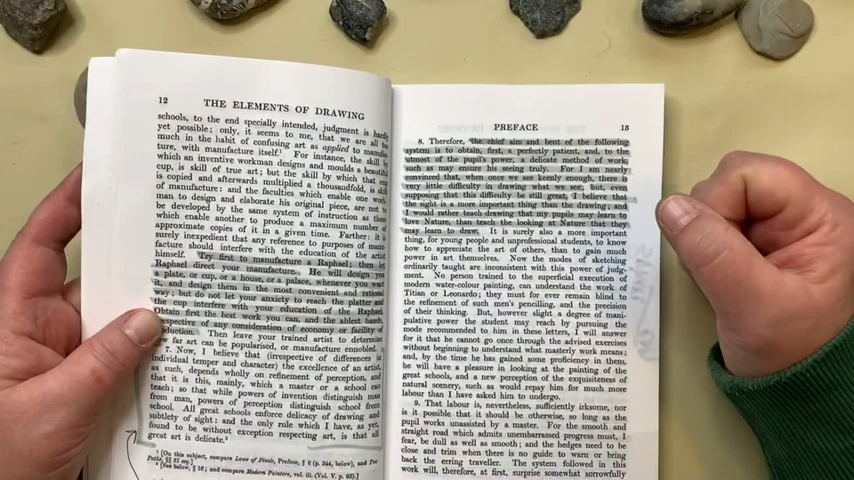 12 THE ELEMENTS OF DRAWING
schools, to the end specially intended, judgment is hardly
yet possible; only, it seems to me, that we are all too
much in the habit of confusing art as applied to manufac-
ture, with manufacture itself. For instance, the skill by
which an inventive workman designs and moulds a beautiful
cup, is skill of true art; but the skill by which that cup
is copied and afterwards multiplied a thousandfold, is skill
of manufacture: and the faculties which enable one work-
man to design and elaborate his original piece, are not to
be developed by the same system of instruction as those
which enable another to produce a maximum number of
approximate copies of it in a given time. Farther: it is
surely inexpedient that any reference to purposes of manu-
facture should interfere with the education of the artist
himself. Try first to manufacture a Raphael; then let
Raphael direct your manufacture. He will design you
a plate, or cup, or a house, or a palace, whenever you want
it, and design them in the most convenient and rational
way; but do not let your anxiety to reach the platter and
the cup interfere with your education of the Raphael.
Obtain first the best work you can, and the ablest hands,
irrespective of any consideration of economy or facility of
Then leave your trained artist to determine
how far art can be popularised, or manufacture ennobled.
7. Now, I believe that (irrespective of differences in
individual temper and character) the excellence of an artist,
as such, depends wholly on refinement of perception, and
that it is this, mainly, which a master or a school can
teach; so that while powers of invention distinguish man
from man, powers of perception distinguish school from
school. All great schools enforce delicacy of drawing and
subtlety of sight: and the only rule which I have, as yet,
found to be without exception respecting art, is that all
great art is delicate.²
¹ [On this subject, compare Laws of Fésole, Preface, § 6 (p. 344, below), and Two
Paths, §§
² [See below, § 16; and compare Modern Painters, vol. iii. (Vol. V. p. 63).]
PREFACE 13
8. Therefore, the chief aim and bent of the following
system is to obtain, first, a perfectly patient, and, to the
utmost of the pupil's power, a delicate method of work,
such as may ensure his seeing truly. For I am nearly
convinced that, when once we see keenly enough, there is
very little difficulty in drawing what we see; but, even
supposing that this difficulty be still great, I believe that
the sight is a more important thing than the drawing; and
I would rather teach drawing that my pupils may learn to
love Nature, than teach the looking at Nature that they
may learn to draw. It is surely also a more important
thing, for young people and unprofessional students, to know
how to appreciate the art of others, than to gain much
power in art themselves. Now the modes of sketching
ordinarily taught are inconsistent with this power of judg-
ment. No person trained to the superficial execution of
modern water-colour painting, can understand the work of
Titian or Leonardo; they must for ever remain blind to
the refinement of such men's pencilling, and the precision
of their thinking. But, however slight a degree of mani-
pulative power the student may reach by pursuing the
mode recommended to him in these letters, I will answer
for it that he cannot go once through the advised exercises
without beginning to understand what masterly work means;
and, by the time he has gained some proficiency in them,
he will have a pleasure in looking at the painting of the
great schools, and a new perception of the exquisiteness of
natural scenery, such as would repay him for much more
labour than I have asked him to undergo.
9. That labour is, nevertheless, sufficiently irksome, nor
is it possible that it should be otherwise, so long as the
pupil works unassisted by a master. For the smooth and
straight road which admits unembarrassed progress must, I
fear, be dull as well as smooth; and the hedges need to be
close and trim when there is no guide to warn or bring
back the erring traveller. The system followed in this
work will, therefore, at first, surprise somewhat sorrowfully